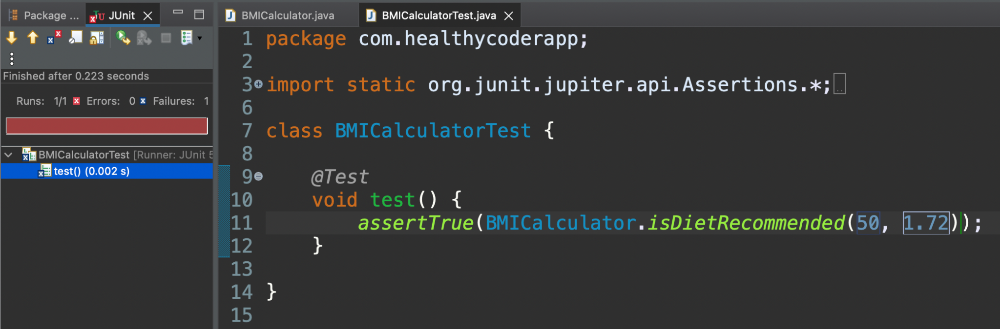 Package ...
JUnit
Finished after 0.223 seconds
Runs: 1/1 Errors: 0 Failures: 1
BMICalculatorTest [Runner: JUnit 5
test() (0.002 s)
BMICalculator.java
BMICalculatorTest.java
1 package com.healthycoderapp;
2
3 import static org.junit.jupiter.api.Assertions.*;
6
7 class BMICalculatorTest {
8
9 @Test
10 void test() {
11 assertTrue(BMICalculator.isDietRecommended(50, 1.72));
12 }
13
14 }
15